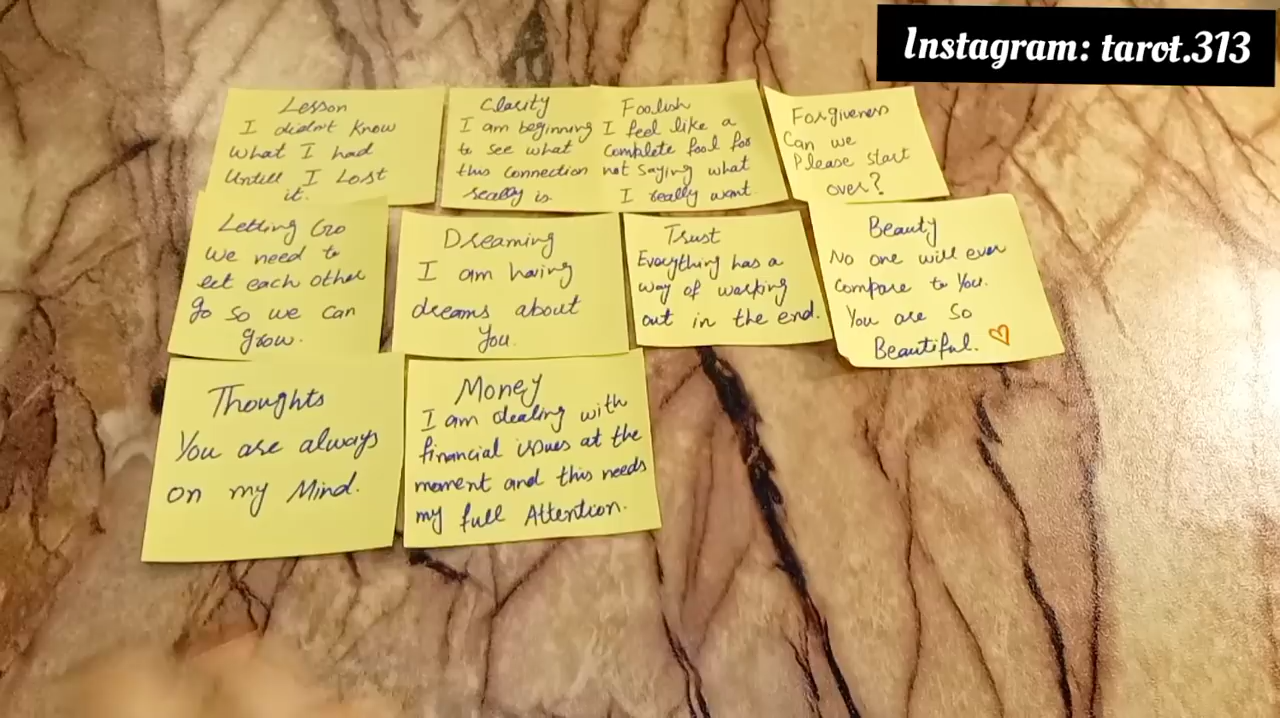 Instagram: tarot.313
Lesson
I didn't know
what I had
Untill I Lost
it.
Clarity
I am beginning
to see what
this connection
really is
Foolish
I feel like a
Complete fool for
not saying what
I really want.
Forgiveness
Can we
Please start
over?
Letting Go
we need to
let each other
go so we can
grow.
Dreaming
I am having
dreams about
you.
Trust
Everything has a
way of working
out in the end.
Beauty
No one will ever
compare to You.
You are so
Beautiful.
Thoughts
You are always
on my Mind.
Money
I am dealing with
financial issues at the
moment and this needs
my full Attention.